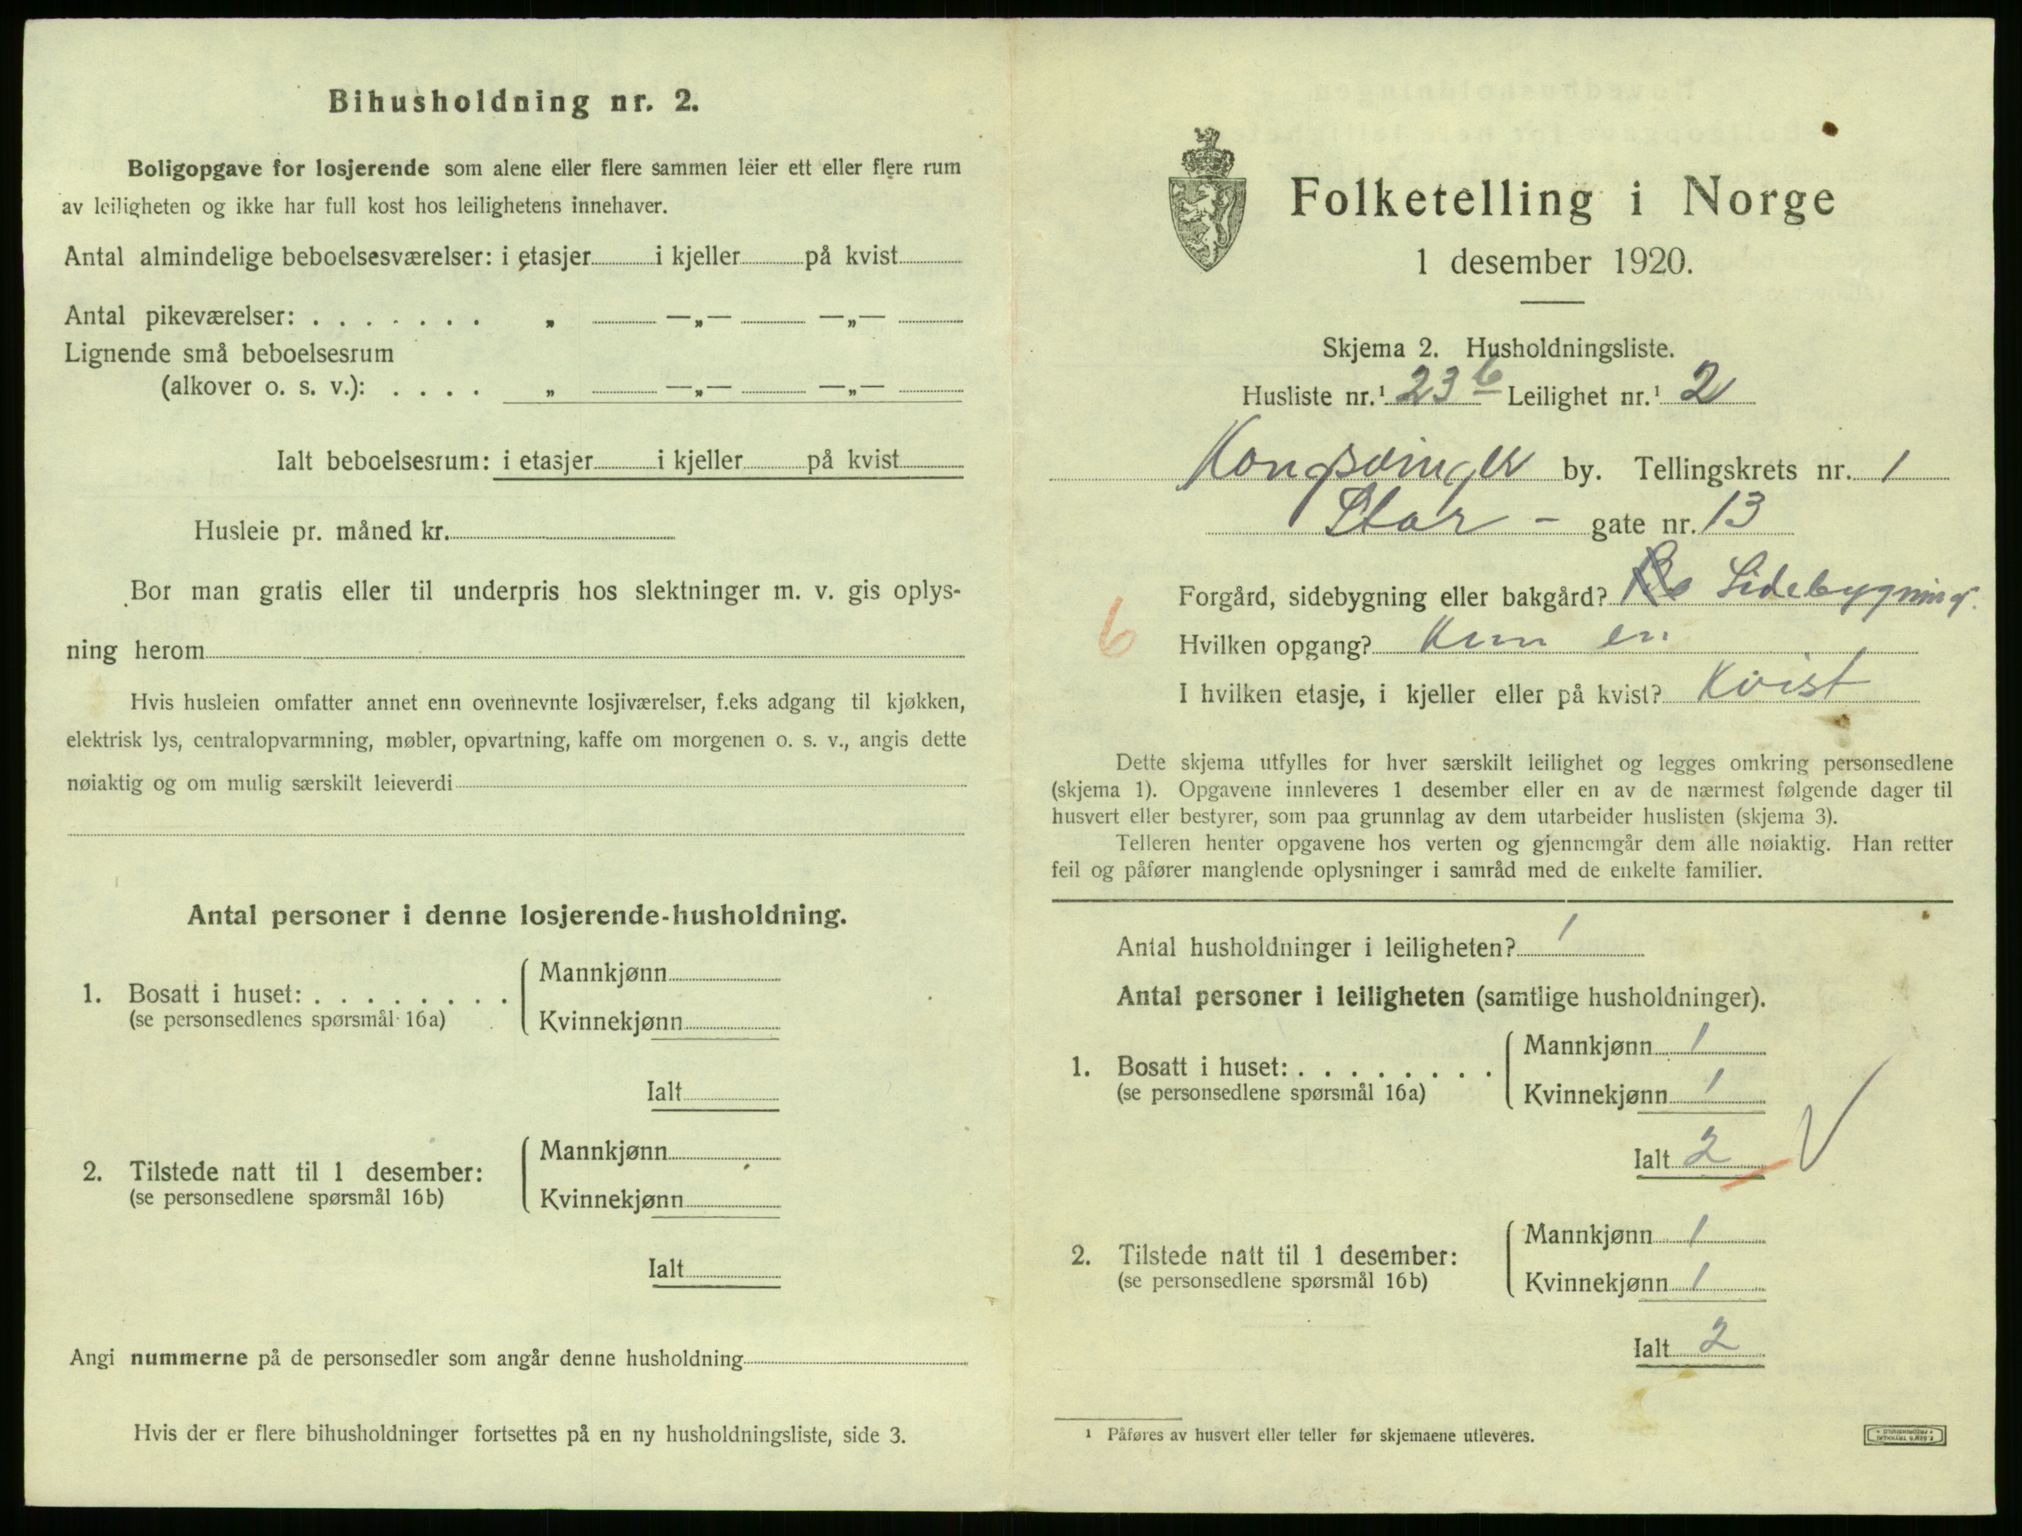 Bihusholdning nr. 2.
Boligopgave for losjerende som alene eller flere sammen leier ett eller flere rum
av leiligheten og ikke har full kost hos leilighetens innehaver.
Antal almindelige beboelsesværelser: i etasjer i kjeller på kvist
Antal pikeværelser: . . . . . . . „ —„— —„—
Lignende små beboelsesrum
(alkover o. s. v.): . . . . „ —„— —„—
Ialt beboelsesrum: i etasjer i kjeller på kvist
Husleie pr. måned kr.
Bor man gratis eller til underpris hos slektninger m. v. gis oplys-
ning herom
Hvis husleien omfatter annet enn ovennevnte losjiværelser, f.eks adgang til kjøkken,
elektrisk lys, centralopvarmning, møbler, opvartning, kaffe om morgenen o. s. v., angis dette
nøiaktig og om mulig særskilt leieverdi
Antal personer i denne losjerende-husholdning.
1. Bosatt i huset: . . . . . . . .
(se personsedlenes spørsmål 16a)
Mannkjønn
Kvinnekjønn
Ialt
2. Tilstede natt til 1 desember:
(se personsedlene spørsmål 16b)
Mannkjønn
Kvinnekjønn
Ialt
Angi nummerne på de personsedler som angår denne husholdning
Hvis der er flere bihusholdninger fortsettes på en ny husholdningsliste, side 3.
Folketelling i Norge
1 desember 1920.
Skjema 2. Husholdningsliste.
Husliste nr.¹ 23 b Leilighet nr.¹ 2
Kongsvinger by. Tellingskrets nr. 1
Stor - gate nr. 13
Forgård, sidebygning eller bakgård? Sidebygning.
6
Hvilken opgang? Kun en
I hvilken etasje, i kjeller eller på kvist? Kvist
Dette skjema utfylles for hver særskilt leilighet og legges omkring personsedlene
(skjema 1). Opgavene innleveres 1 desember eller en av de nærmest følgende dager til
husvert eller bestyrer, som paa grunnlag av dem utarbeider huslisten (skjema 3).
Telleren henter opgavene hos verten og gjennemgår dem alle nøiaktig. Han retter
feil og påfører manglende oplysninger i samråd med de enkelte familier.
Antal husholdninger i leiligheten? 1
Antal personer i leiligheten (samtlige husholdninger).
1. Bosatt i huset: . . . . . . . .
(se personsedlene spørsmål 16a)
Mannkjønn 1
Kvinnekjønn 1
Ialt 2
2. Tilstede natt til 1 desember:
(se personsedlene spørsmål 16b)
Mannkjønn 1
Kvinnekjønn 1
Ialt 2
¹ Påføres av husvert eller teller før skjemaene utleveres.